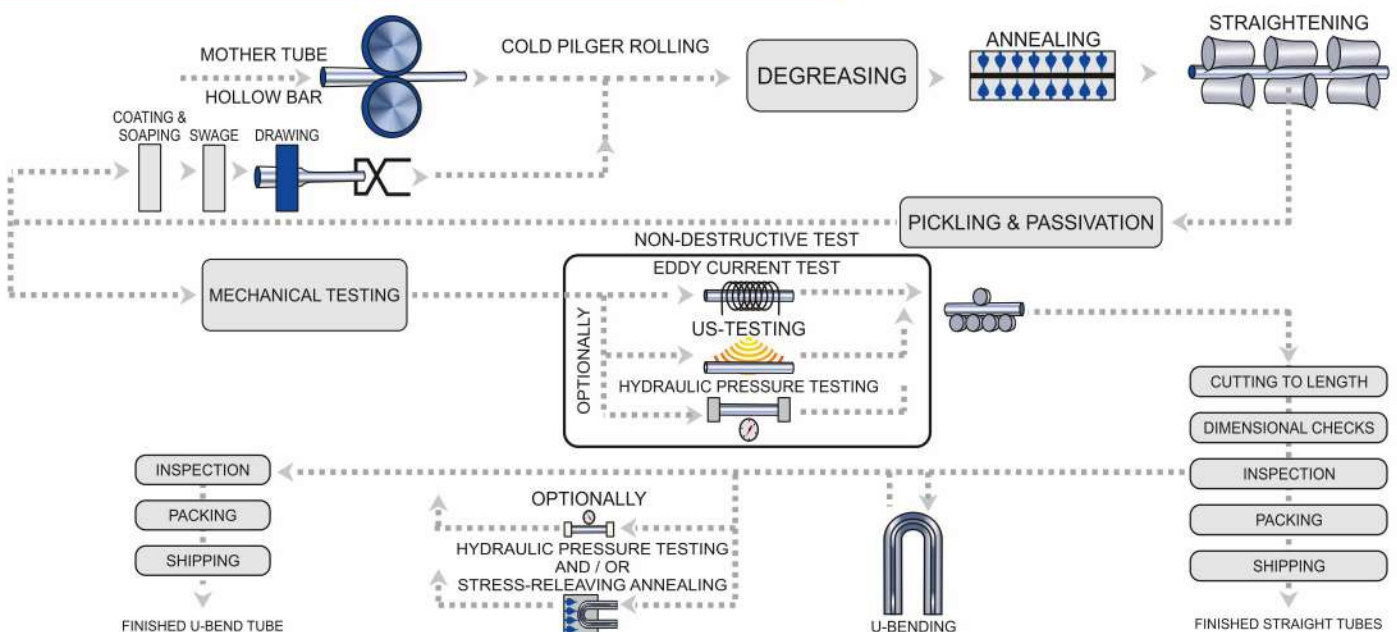 MOTHER TUBE
HOLLOW BAR
COLD PILGER ROLLING
DEGREASING
ANNEALING
STRAIGHTENING
COATING &
SOAPING
SWAGE
DRAWING
PICKLING & PASSIVATION
MECHANICAL TESTING
NON-DESTRUCTIVE TEST
EDDY CURRENT TEST
US-TESTING
HYDRAULIC PRESSURE TESTING
OPTIONALLY
CUTTING TO LENGTH
DIMENSIONAL CHECKS
INSPECTION
PACKING
SHIPPING
FINISHED STRAIGHT TUBES
U-BENDING
OPTIONALLY
HYDRAULIC PRESSURE TESTING
AND / OR
STRESS-RELEAVING ANNEALING
INSPECTION
PACKING
SHIPPING
FINISHED U-BEND TUBE